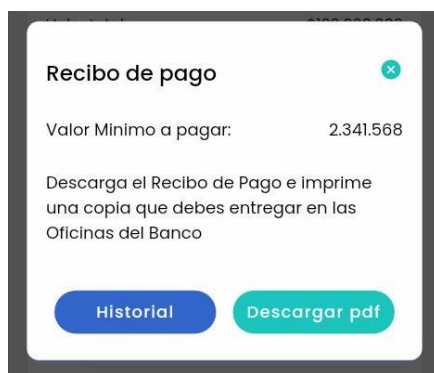 Recibo de pago
Valor Minimo a pagar: 2.341.568
Descarga el Recibo de Pago e imprime
una copia que debes entregar en las
Oficinas del Banco
Historial Descargar pdf